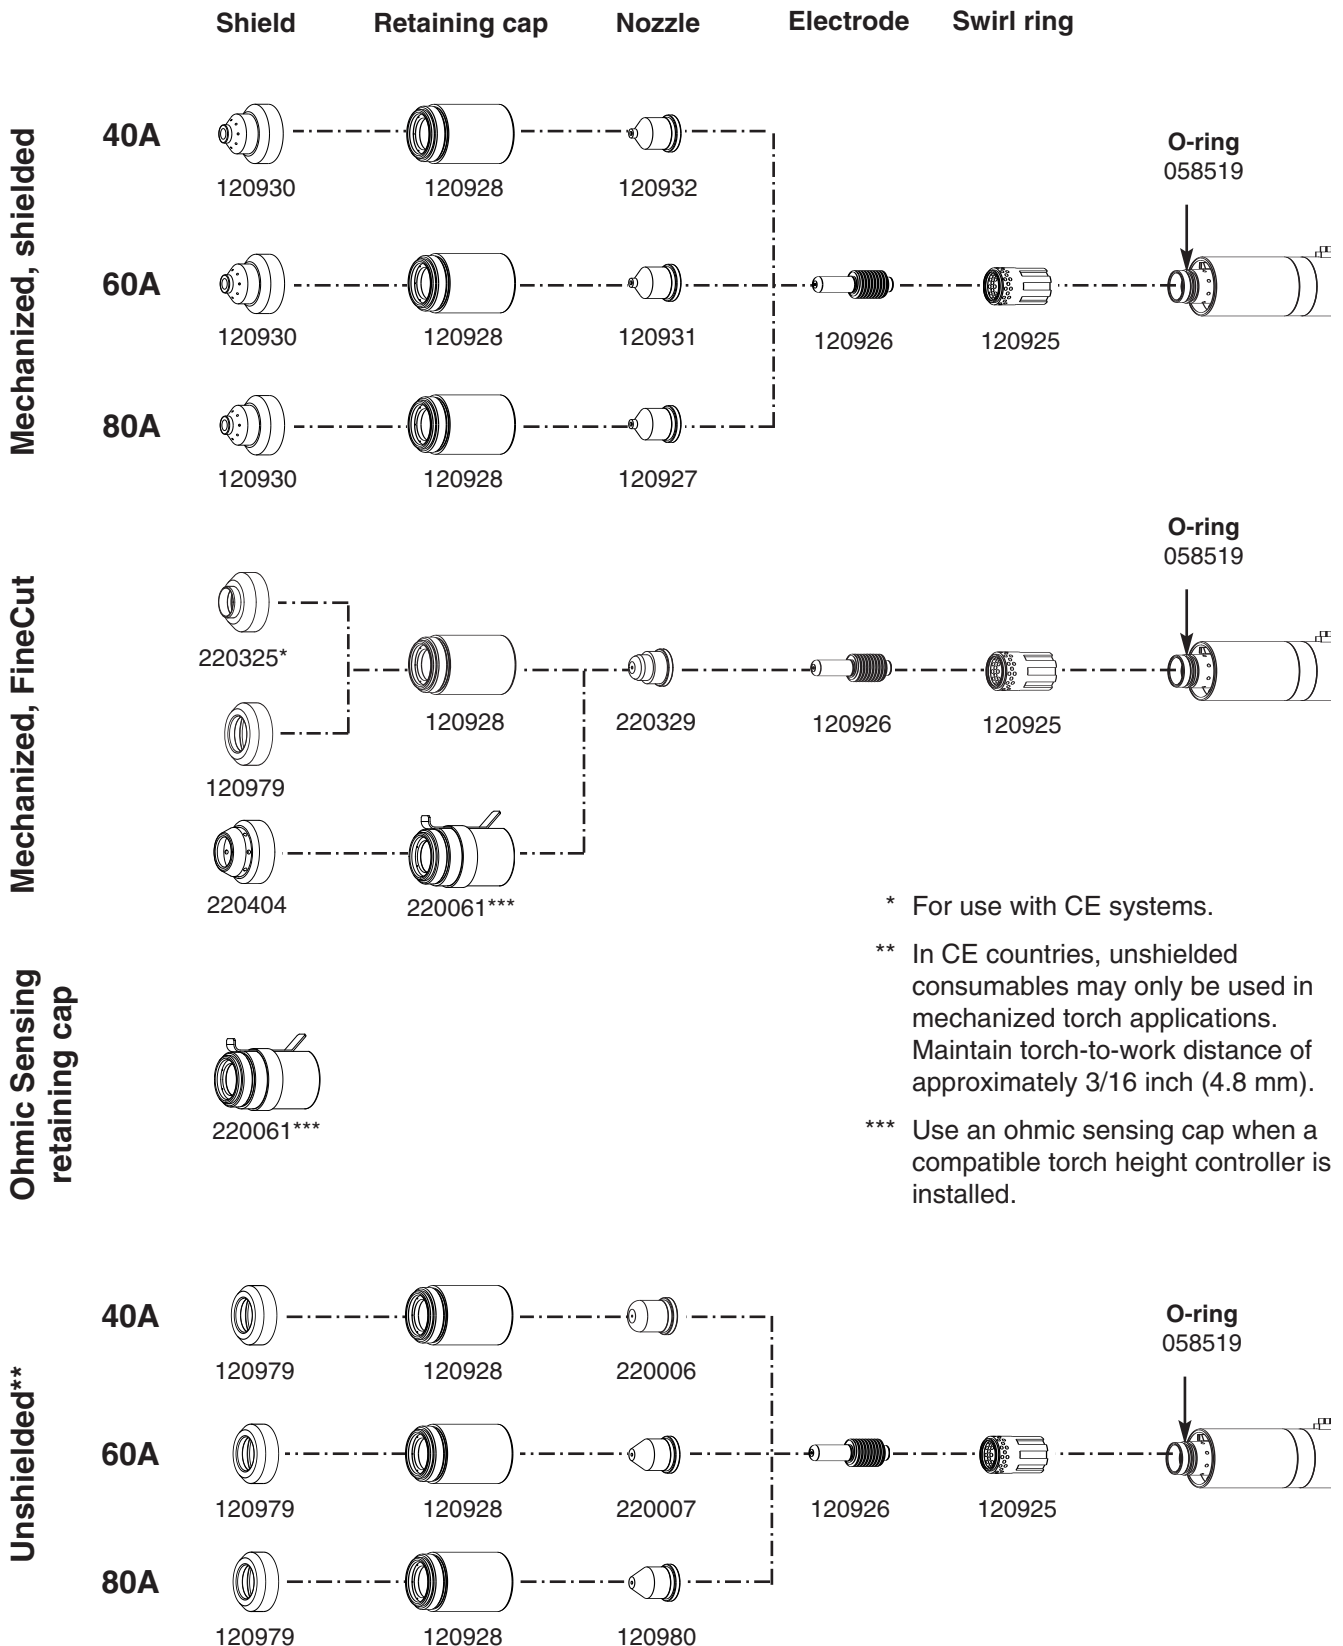 Shield Retaining cap Nozzle Electrode Swirl ring
Mechanized, shielded
40A
120930 120928 120932
O-ring
058519
60A
120930 120928 120931 120926 120925
80A
120930 120928 120927
Mechanized, FineCut
O-ring
058519
220325*
120928 220329 120926 120925
120979
220404 220061***
* For use with CE systems.
** In CE countries, unshielded
consumables may only be used in
mechanized torch applications.
Maintain torch-to-work distance of
approximately 3/16 inch (4.8 mm).
*** Use an ohmic sensing cap when a
compatible torch height controller is
installed.
Ohmic Sensing
retaining cap
220061***
Unshielded**
40A
120979 120928 220006
O-ring
058519
60A
120979 120928 220007 120926 120925
80A
120979 120928 120980